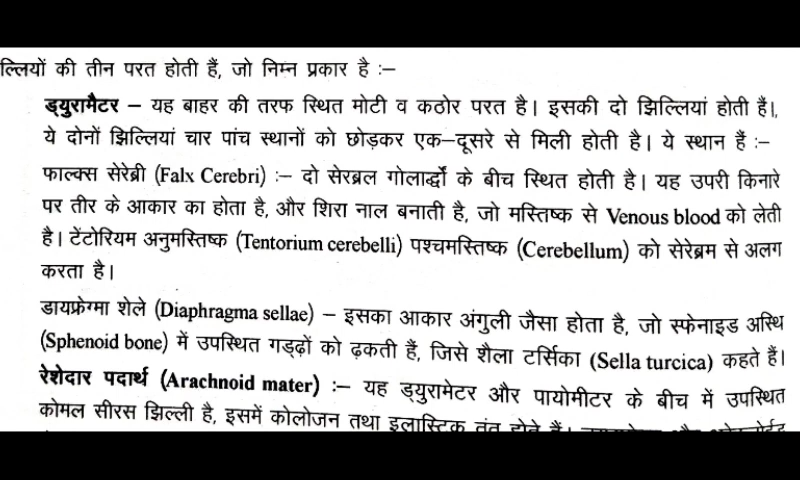 ल्लियों की तीन परत होती हैं, जो निम्न प्रकार है :–
ड्युरामैटर – यह बाहर की तरफ स्थित मोटी व कठोर परत है। इसकी दो झिल्लियां होती हैं।,
ये दोनों झिल्लियां चार पांच स्थानों को छोड़कर एक–दूसरे से मिली होती है। ये स्थान हैं :–
फाल्क्स सेरेब्री (Falx Cerebri) :– दो सेरब्रल गोलार्द्धों के बीच स्थित होती है। यह उपरी किनारे
पर तीर के आकार का होता है, और शिरा नाल बनाती है, जो मस्तिष्क से Venous blood को लेती
है। टेंटोरियम अनुमस्तिष्क (Tentorium cerebelli) पश्चमस्तिष्क (Cerebellum) को सेरेब्रम से अलग
करता है।
डायफ्रेग्मा शेले (Diaphragma sellae) – इसका आकार अंगुली जैसा होता है, जो स्फेनाइड अस्थि
(Sphenoid bone) में उपस्थित गड्ढ़ों को ढ़कती हैं, जिसे शैला टर्सिका (Sella turcica) कहते हैं।
रेशेदार पदार्थ (Arachnoid mater) :– यह ड्युरामेटर और पायोमीटर के बीच में उपस्थित
कोमल सीरस झिल्ली है, इसमें कोलोजन तथा इलास्टिक तंतु होते हैं।